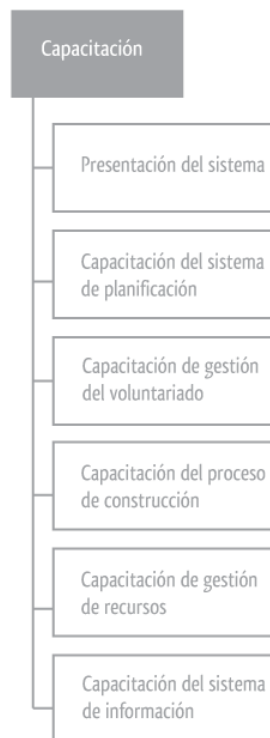 Capacitación
Presentación del sistema
Capacitación del sistema
de planificación
Capacitación de gestión
del voluntariado
Capacitación del proceso
de construcción
Capacitación de gestión
de recursos
Capacitación del sistema
de información